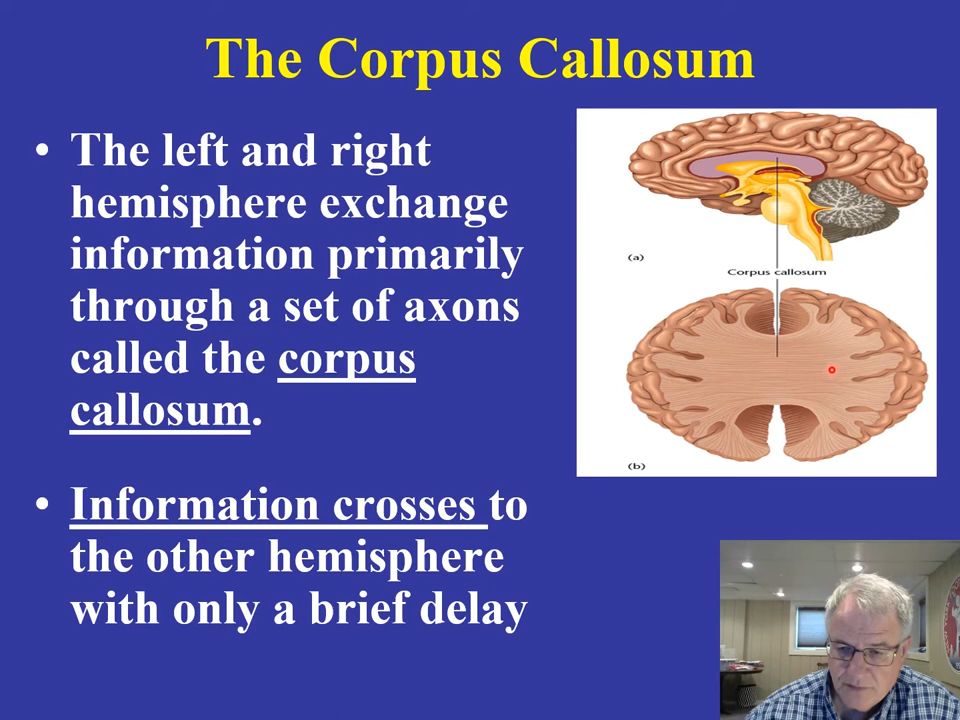 The Corpus Callosum
• The left and right
hemisphere exchange
information primarily
through a set of axons
called the corpus
callosum.
• Information crosses to
the other hemisphere
with only a brief delay
(a)
Corpus callosum
(b)